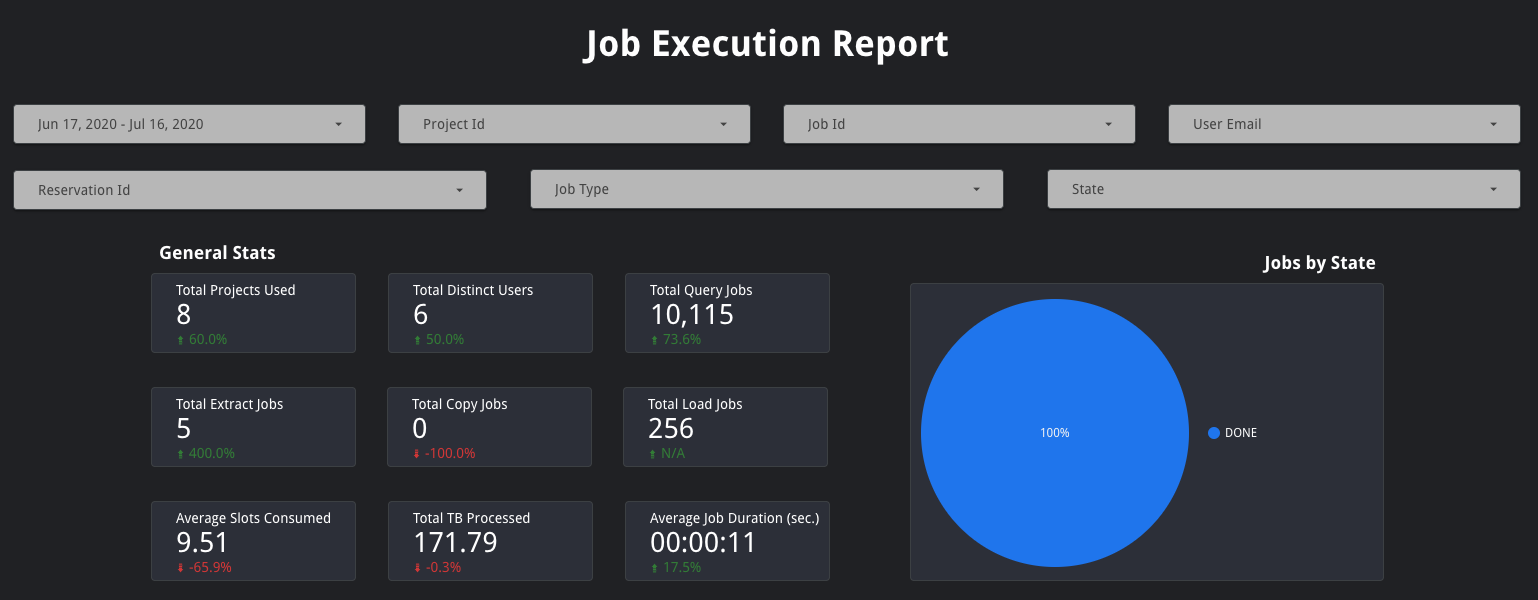 Job Execution Report
Jun 17, 2020 - Jul 16, 2020
Project Id
Job Id
User Email
Reservation Id
Job Type
State
General Stats
Total Projects Used
8
60.0%
Total Distinct Users
6
50.0%
Total Query Jobs
10,115
73.6%
Total Extract Jobs
5
400.0%
Total Copy Jobs
0
-100.0%
Total Load Jobs
256
N/A
Average Slots Consumed
9.51
-65.9%
Total TB Processed
171.79
-0.3%
Average Job Duration (sec.)
00:00:11
17.5%
Jobs by State
100%
DONE